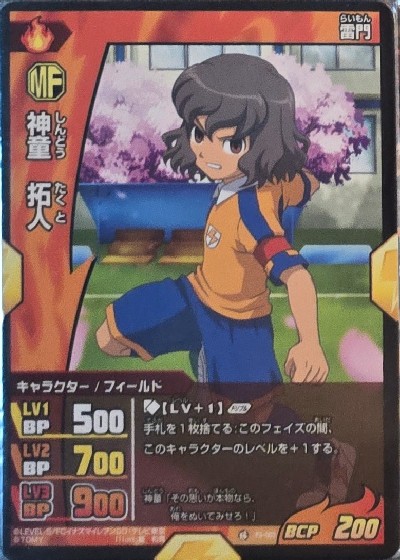 らいもん
雷門
MF
しんどう
神童
たくと
拓人
キャラクター / フィールド
LV1 BP 500
LV2 BP 700
LV3 BP 900
【LV+1】
手札を1枚捨てる:このフェイズの間、
このキャラクターのレベルを+1する。
神童「その思いが本物なら、
俺をぬいてみせろ!」
©TOMY
BCP 200